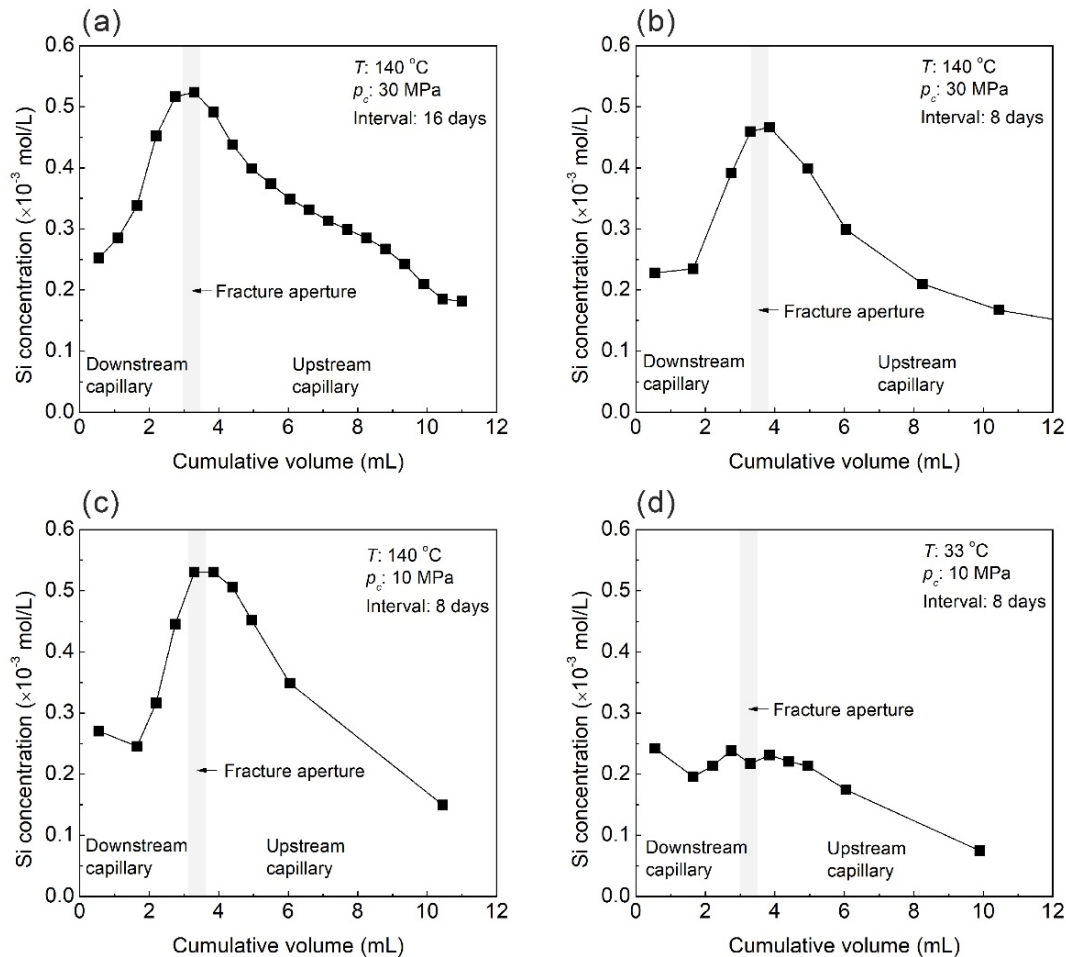 (a)
Si concentration (×10⁻³ mol/L)
0.6
0.5
0.4
0.3
0.2
0.1
0.0
T: 140 °C
p_c: 30 MPa
Interval: 16 days
Fracture aperture
Downstream
capillary
Upstream
capillary
0 2 4 6 8 10 12
Cumulative volume (mL)
(b)
Si concentration (×10⁻³ mol/L)
0.6
0.5
0.4
0.3
0.2
0.1
0.0
T: 140 °C
p_c: 30 MPa
Interval: 8 days
Fracture aperture
Downstream
capillary
Upstream
capillary
0 2 4 6 8 10 12
Cumulative volume (mL)
(c)
Si concentration (×10⁻³ mol/L)
0.6
0.5
0.4
0.3
0.2
0.1
0.0
T: 140 °C
p_c: 10 MPa
Interval: 8 days
Fracture aperture
Downstream
capillary
Upstream
capillary
0 2 4 6 8 10 12
Cumulative volume (mL)
(d)
Si concentration (×10⁻³ mol/L)
0.6
0.5
0.4
0.3
0.2
0.1
0.0
T: 33 °C
p_c: 10 MPa
Interval: 8 days
Fracture aperture
Downstream
capillary
Upstream
capillary
0 2 4 6 8 10 12
Cumulative volume (mL)